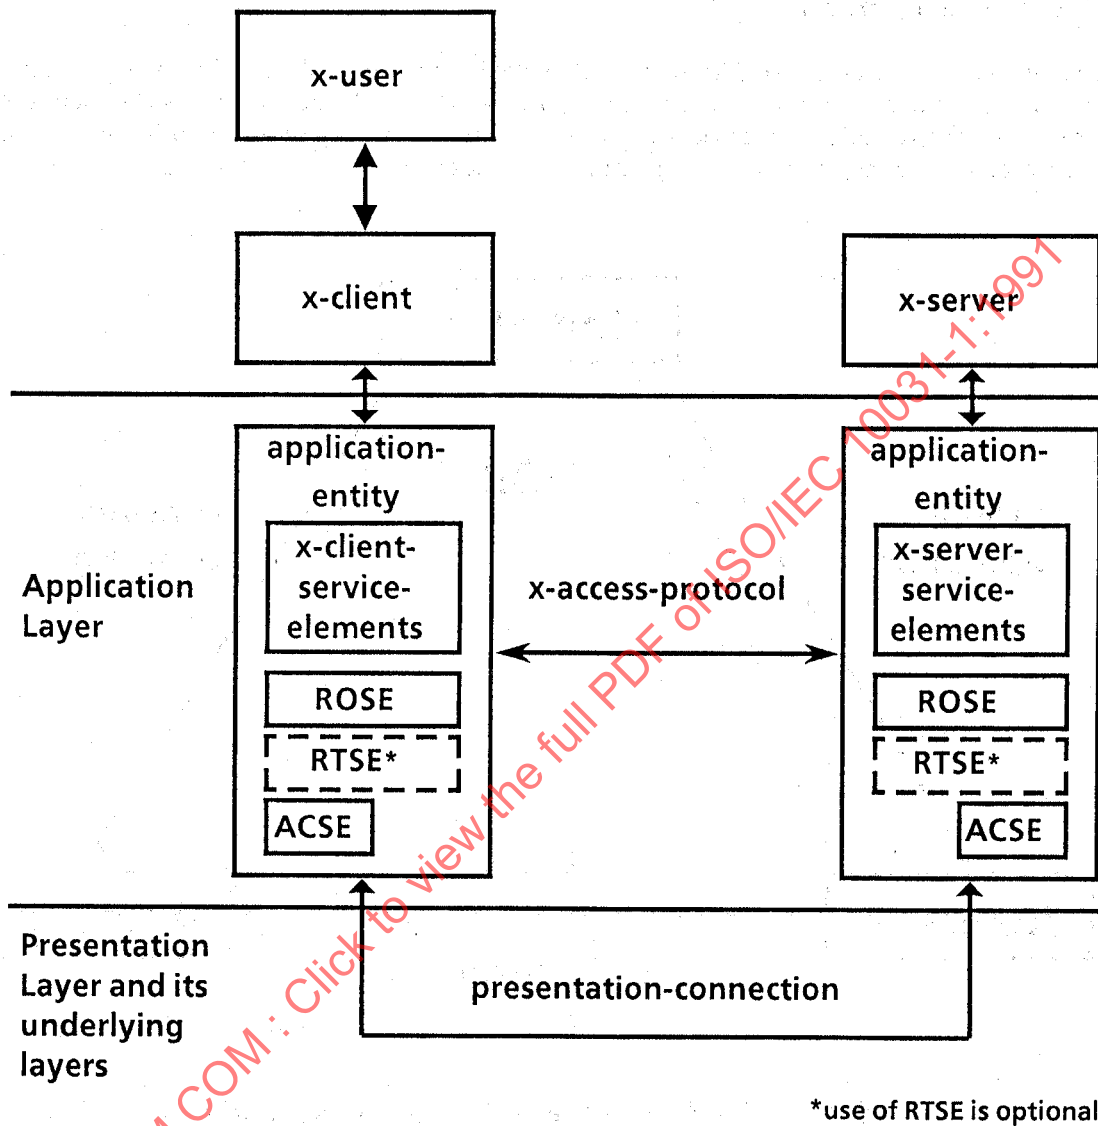 x-user
x-client
x-server
application-
entity
x-client-
service-
elements
ROSE
RTSE*
ACSE
application-
entity
x-server-
service-
elements
ROSE
RTSE*
ACSE
Application
Layer
x-access-protocol
Presentation
Layer and its
underlying
layers
presentation-connection
*use of RTSE is optional
COM : Click to view the full PDF of ISO/IEC 10031-1:1991